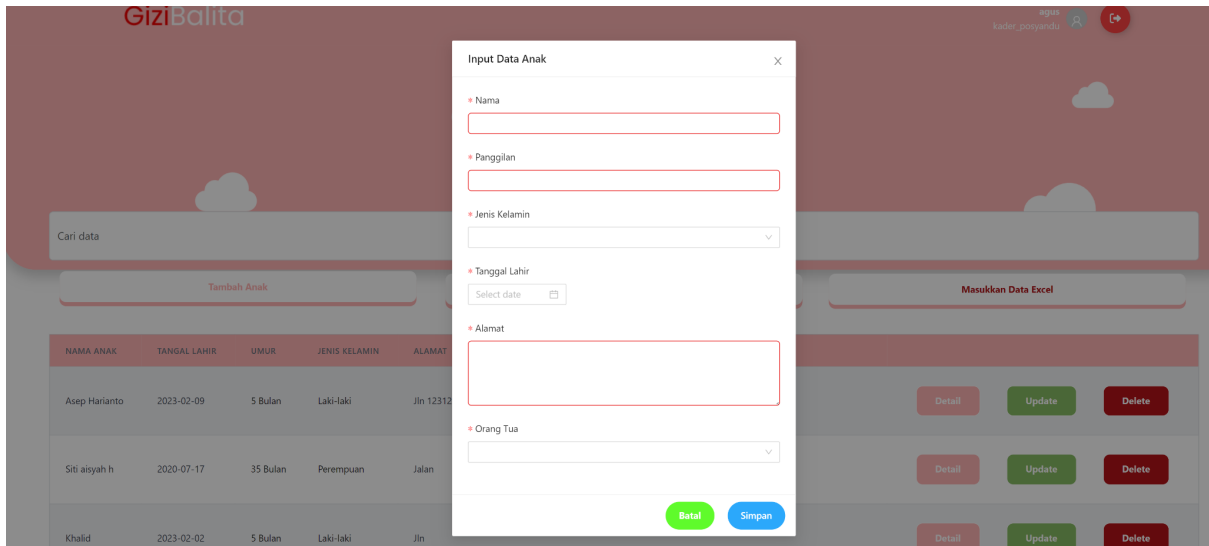 GiziBalita
agus
kader_posyandu
Input Data Anak
* Nama
* Panggilan
* Jenis Kelamin
Cari data
* Tanggal Lahir
Select date
Tambah Anak
Masukkan Data Excel
* Alamat
NAMA ANAK TANGAL LAHIR UMUR JENIS KELAMIN ALAMAT
Asep Harianto 2023-02-09 5 Bulan Laki-laki Jln 12312 Detail Update Delete
* Orang Tua
Siti aisyah h 2020-07-17 35 Bulan Perempuan Jalan Detail Update Delete
Batal Simpan
Khalid 2023-02-02 5 Bulan Laki-laki Jln Detail Update Delete